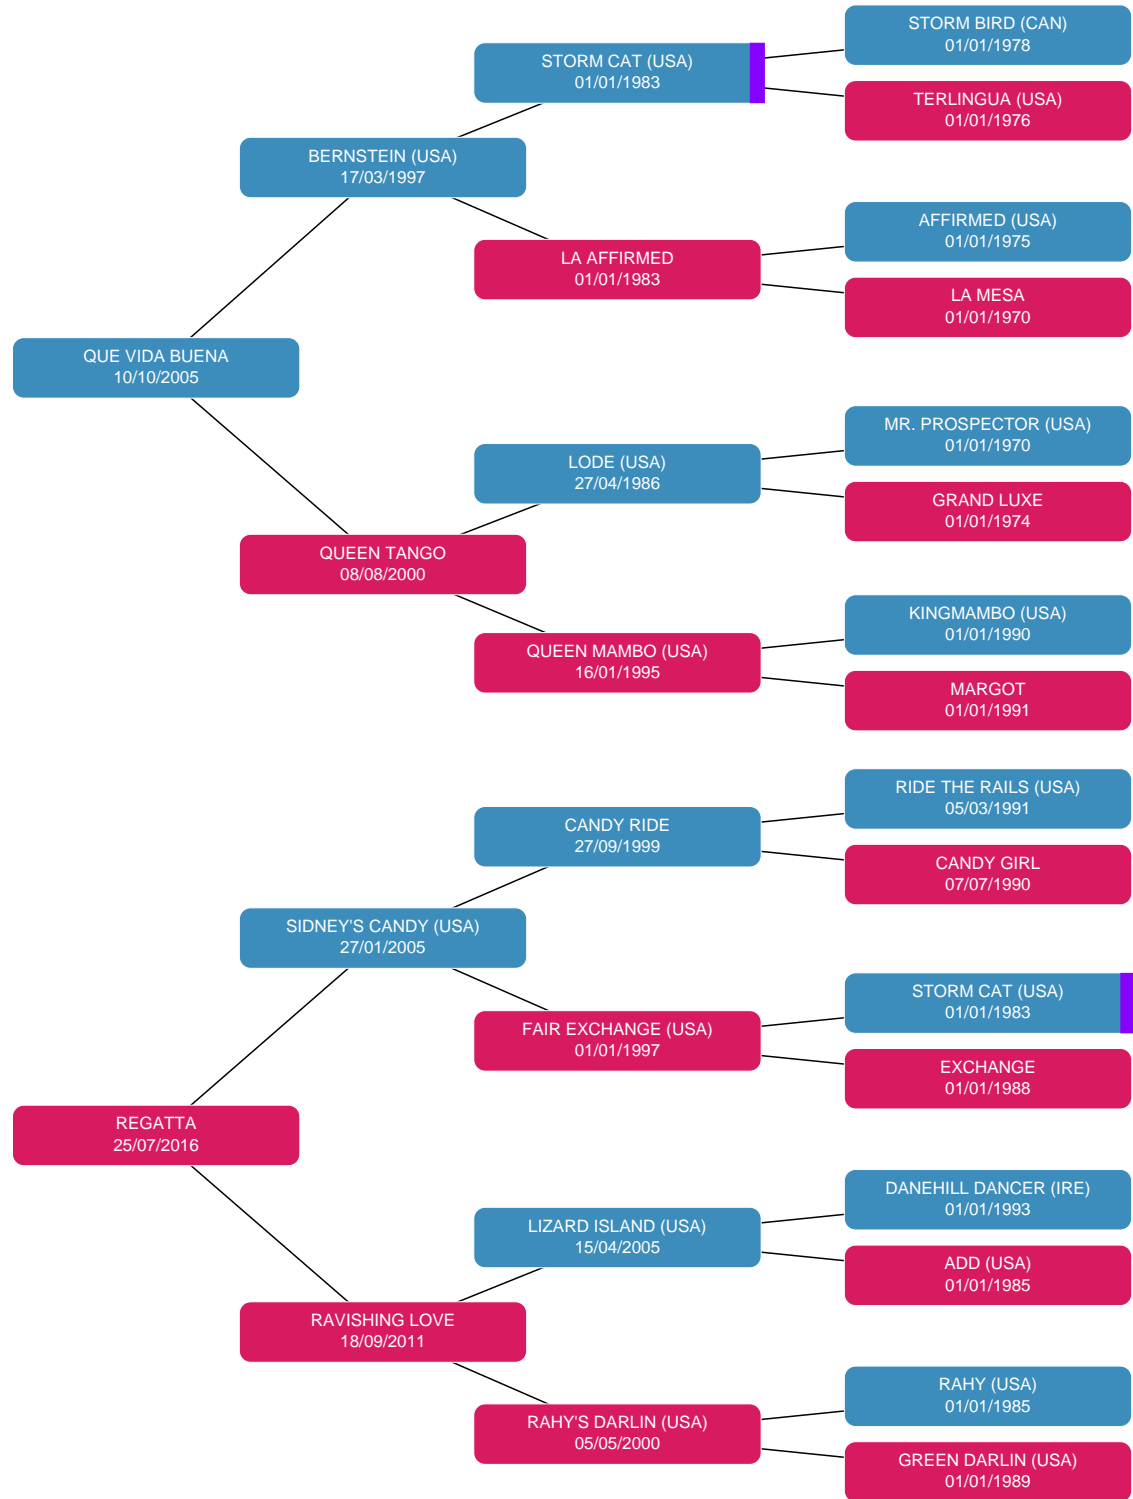 STORM BIRD (CAN)
01/01/1978
STORM CAT (USA)
01/01/1983
TERLINGUA (USA)
01/01/1976
BERNSTEIN (USA)
17/03/1997
AFFIRMED (USA)
01/01/1975
LA AFFIRMED
01/01/1983
LA MESA
01/01/1970
QUE VIDA BUENA
10/10/2005
MR. PROSPECTOR (USA)
01/01/1970
LODE (USA)
27/04/1986
GRAND LUXE
01/01/1974
QUEEN TANGO
08/08/2000
KINGMAMBO (USA)
01/01/1990
QUEEN MAMBO (USA)
16/01/1995
MARGOT
01/01/1991
RIDE THE RAILS (USA)
05/03/1991
CANDY RIDE
27/09/1999
CANDY GIRL
07/07/1990
SIDNEY'S CANDY (USA)
27/01/2005
STORM CAT (USA)
01/01/1983
FAIR EXCHANGE (USA)
01/01/1997
EXCHANGE
01/01/1988
REGATTA
25/07/2016
DANEHILL DANCER (IRE)
01/01/1993
LIZARD ISLAND (USA)
15/04/2005
ADD (USA)
01/01/1985
RAVISHING LOVE
18/09/2011
RAHY (USA)
01/01/1985
RAHY'S DARLIN (USA)
05/05/2000
GREEN DARLIN (USA)
01/01/1989